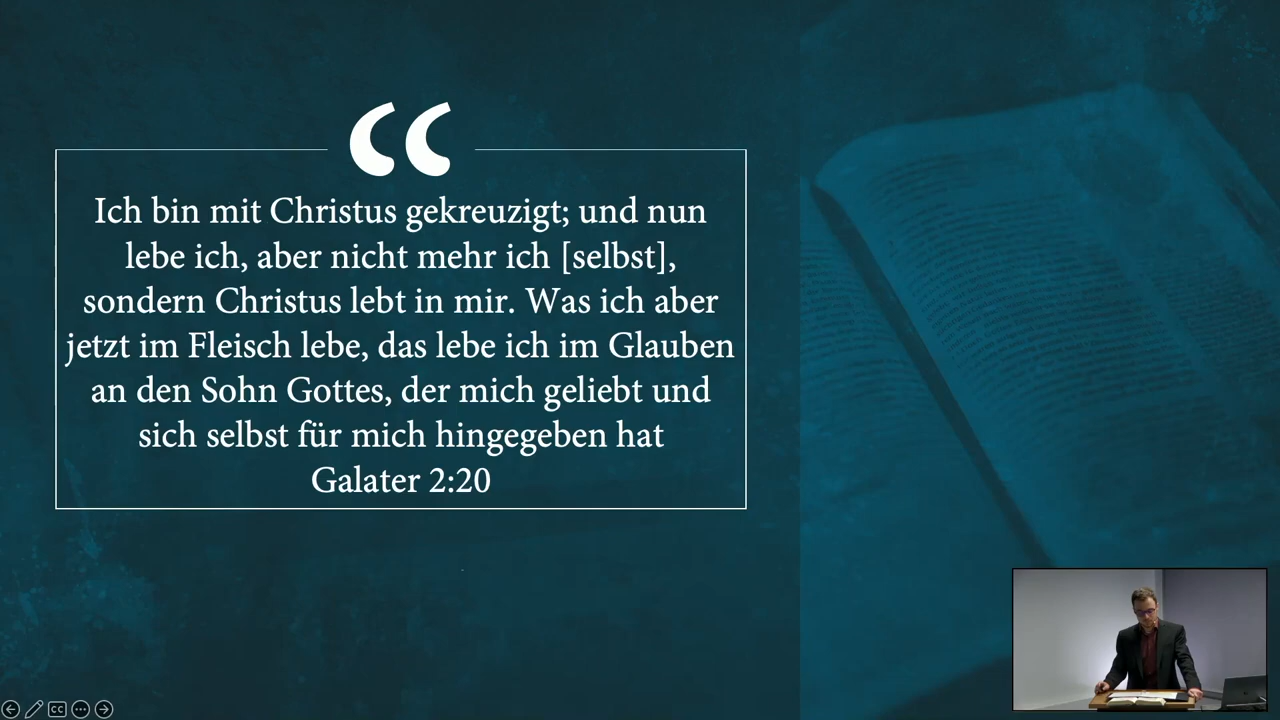 Ich bin mit Christus gekreuzigt; und nun
lebe ich, aber nicht mehr ich [selbst],
sondern Christus lebt in mir. Was ich aber
jetzt im Fleisch lebe, das lebe ich im Glauben
an den Sohn Gottes, der mich geliebt und
sich selbst für mich hingegeben hat
Galater 2:20
CC